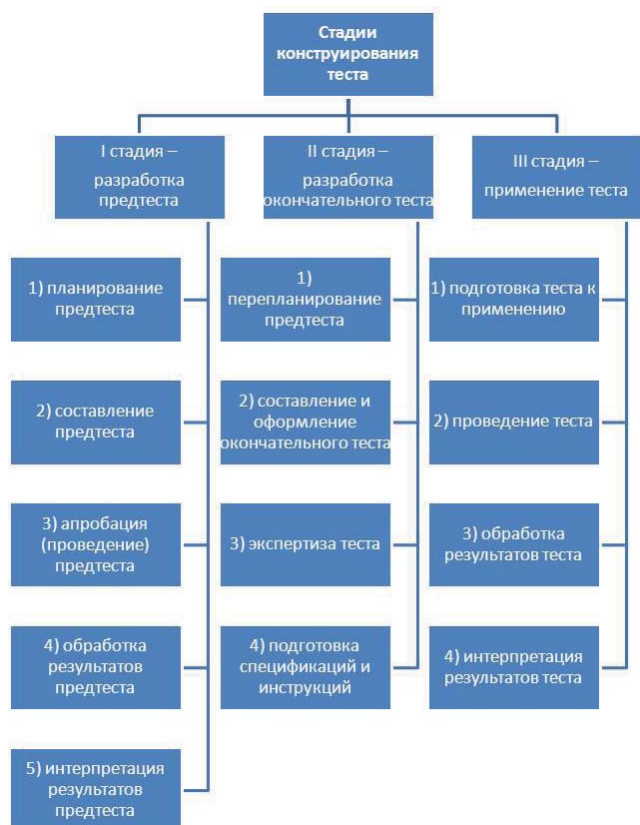 Стадии
конструирования
теста
I стадия –
разработка
предтеста
II стадия –
разработка
окончательного теста
III стадия –
применение теста
1) планирование
предтеста
2) составление
предтеста
3) апробация
(проведение)
предтеста
4) обработка
результатов
предтеста
5) интерпретация
результатов
предтеста
1)
перепланирование
предтеста
2) составление и
оформление
окончательного теста
3) экспертиза теста
4) подготовка
спецификаций и
инструкций
1) подготовка теста к
применению
2) проведение теста
3) обработка
результатов теста
4) интерпретация
результатов теста